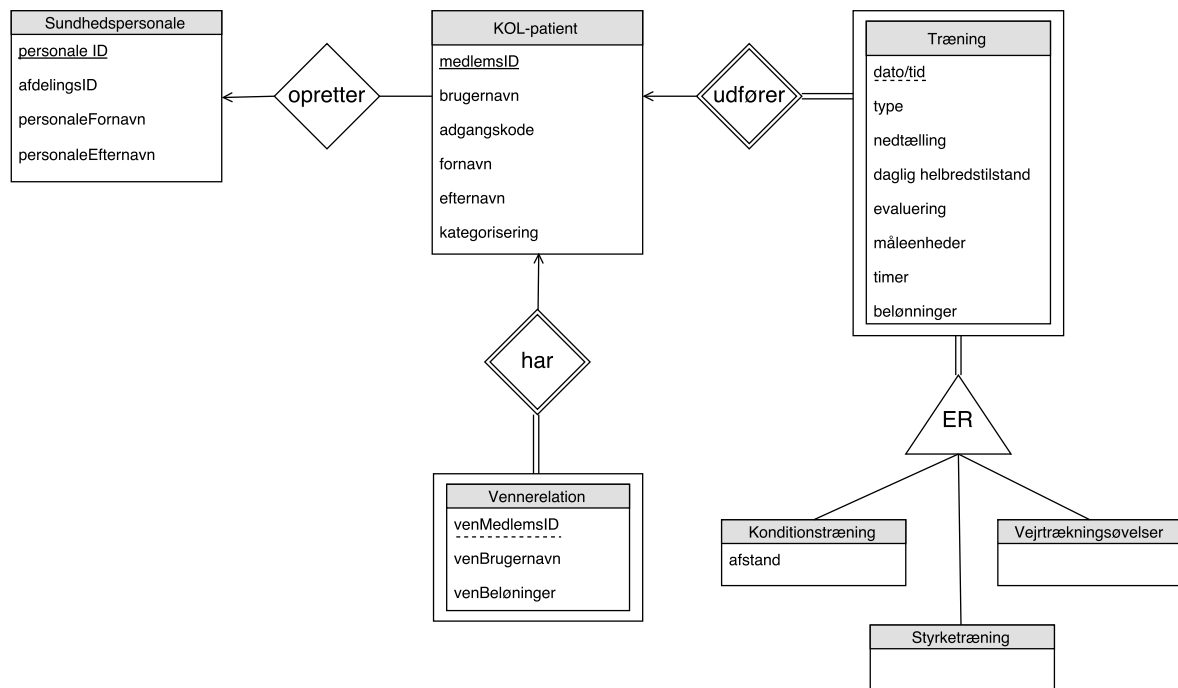 Sundhedspersonale
personale ID
afdelingsID
personaleFornavn
personaleEfternavn
opretter
KOL-patient
medlemsID
brugernavn
adgangskode
fornavn
efternavn
kategorisering
udfører
Træning
dato/tid
type
nedtælling
daglig helbredstilstand
evaluering
måleenheder
timer
belønninger
har
ER
Vennerelation
venMedlemsID
venBrugernavn
venBeløninger
Konditionstræning
afstand
Vejrtrækningsøvelser
Styrketræning